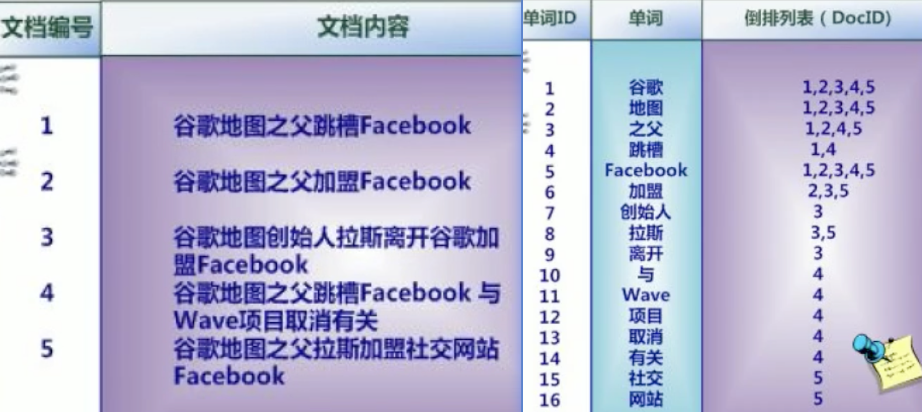 文档编号 文档内容
1 谷歌地图之父跳槽Facebook
2 谷歌地图之父加盟Facebook
3 谷歌地图创始人拉斯离开谷歌加
盟Facebook
4 谷歌地图之父跳槽Facebook 与
Wave项目取消有关
5 谷歌地图之父拉斯加盟社交网站
Facebook
单词ID 单词 倒排列表（DocID）
1 谷歌 1,2,3,4,5
2 地图 1,2,3,4,5
3 之父 1,2,4,5
4 跳槽 1,4
5 Facebook 1,2,3,4,5
6 加盟 2,3,5
7 创始人 3
8 拉斯 3,5
9 离开 3
10 与 4
11 Wave 4
12 项目 4
13 取消 4
14 有关 4
15 社交 5
16 网站 5